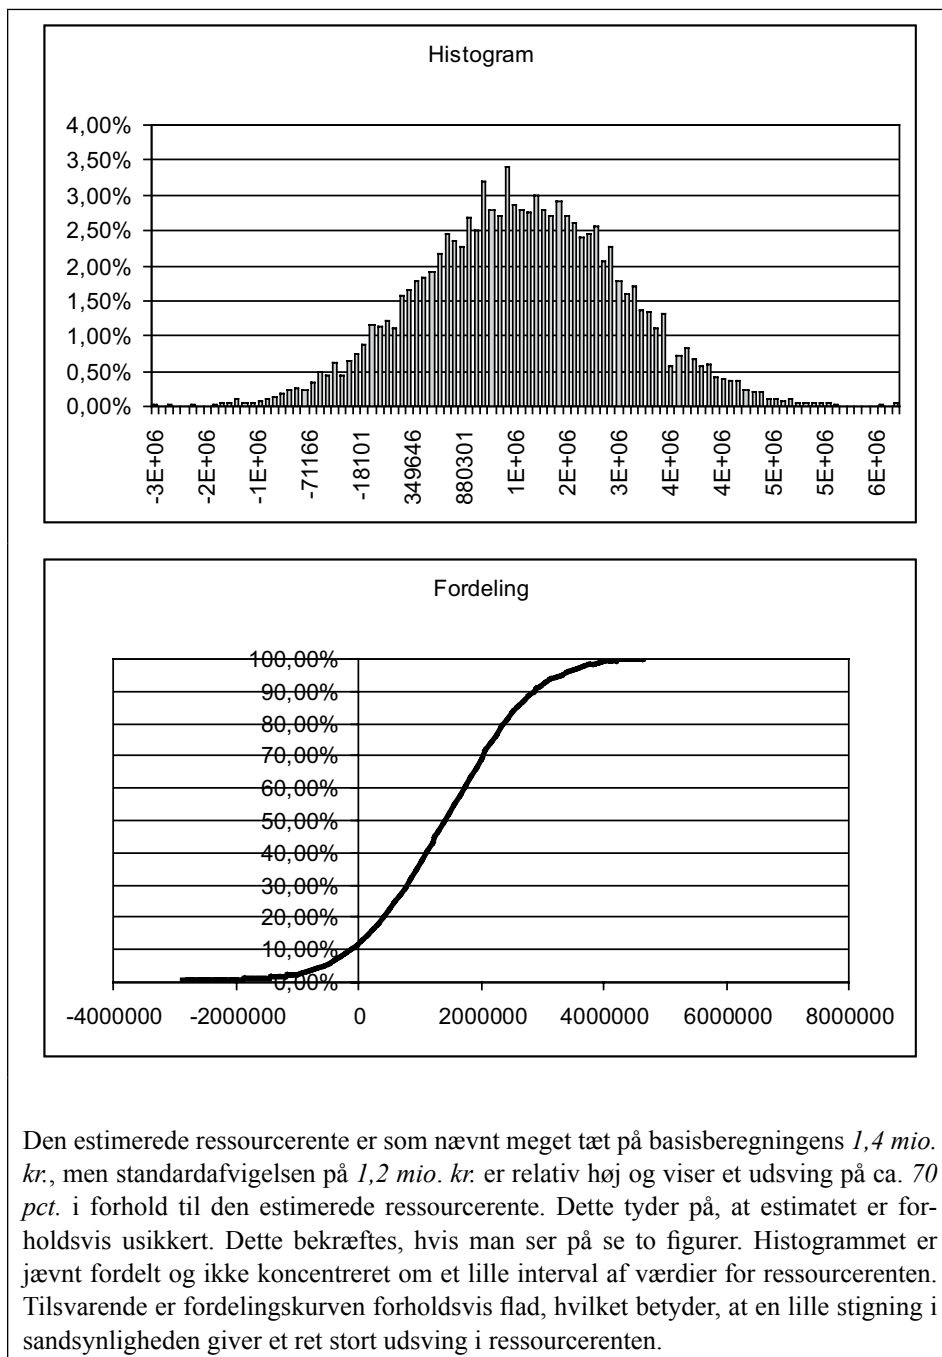 Histogram
4,00%
3,50%
3,00%
2,50%
2,00%
1,50%
1,00%
0,50%
0,00%
-3E+06
-2E+06
-1E+06
-71166
-18101
349646
880301
1E+06
2E+06
3E+06
4E+06
4E+06
5E+06
5E+06
6E+06
Fordeling
100,00%
90,00%
80,00%
70,00%
60,00%
50,00%
40,00%
30,00%
20,00%
10,00%
0,00%
-4000000 -2000000 0 2000000 4000000 6000000 8000000
Den estimerede ressourcerente er som nævnt meget tæt på basisberegningens 1,4 mio.
kr., men standardafvigelsen på 1,2 mio. kr. er relativ høj og viser et udsving på ca. 70
pct. i forhold til den estimerede ressourcerente. Dette tyder på, at estimatet er for-
holdsvis usikkert. Dette bekræftes, hvis man ser på se to figurer. Histogrammet er
jævnt fordelt og ikke koncentreret om et lille interval af værdier for ressourcerenten.
Tilsvarende er fordelingskurven forholdsvis flad, hvilket betyder, at en lille stigning i
sandsynligheden giver et ret stort udsving i ressourcerenten.